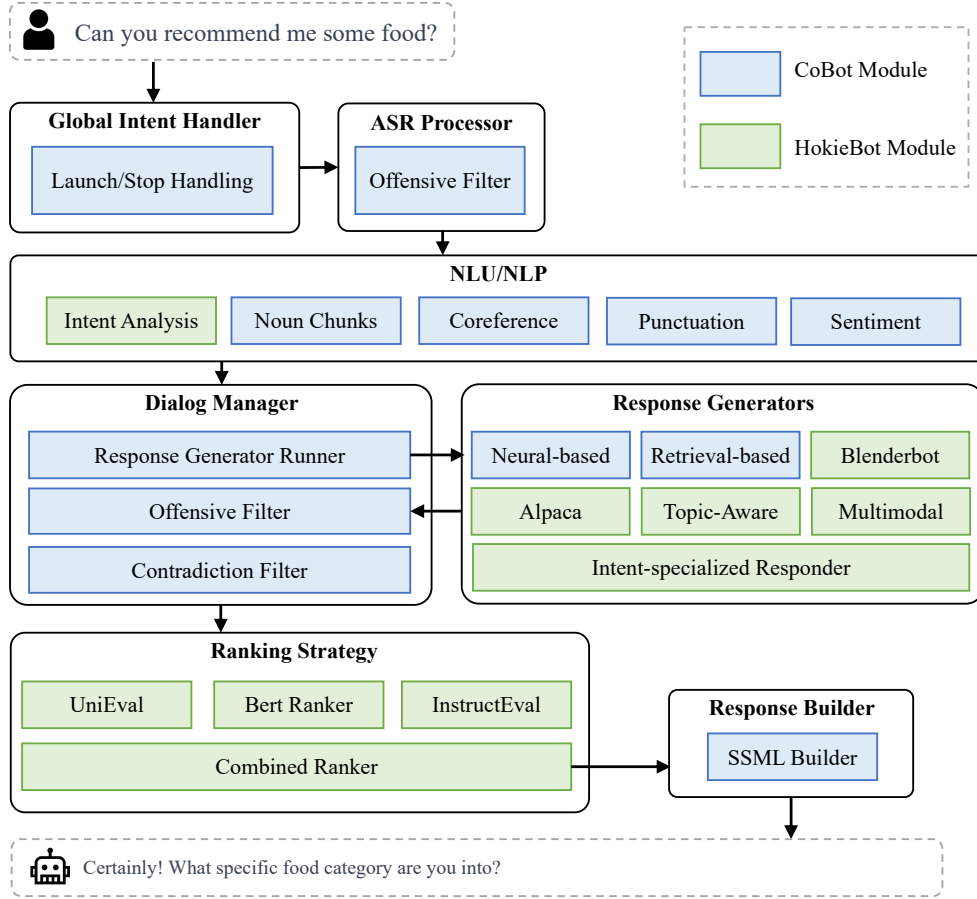 Can you recommend me some food?
CoBot Module
HokieBot Module
Global Intent Handler
Launch/Stop Handling
ASR Processor
Offensive Filter
NLU/NLP
Intent Analysis
Noun Chunks
Coreference
Punctuation
Sentiment
Dialog Manager
Response Generator Runner
Offensive Filter
Contradiction Filter
Response Generators
Neural-based
Retrieval-based
Blenderbot
Alpaca
Topic-Aware
Multimodal
Intent-specialized Responder
Ranking Strategy
UniEval
Bert Ranker
InstructEval
Combined Ranker
Response Builder
SSML Builder
Certainly! What specific food category are you into?